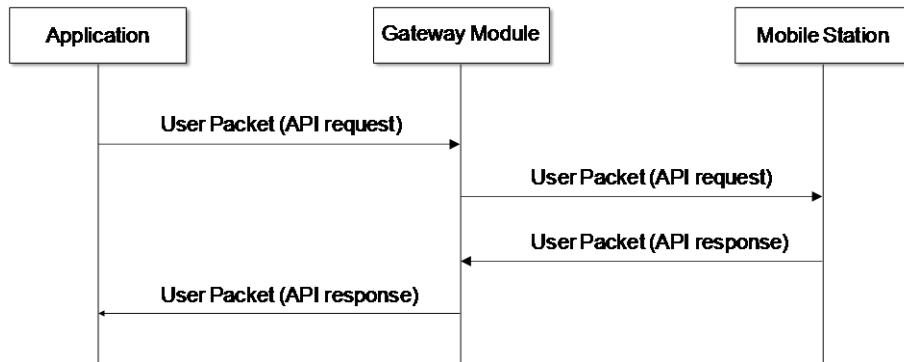 Application
Gateway Module
Mobile Station
User Packet (API request)
User Packet (API request)
User Packet (API response)
User Packet (API response)